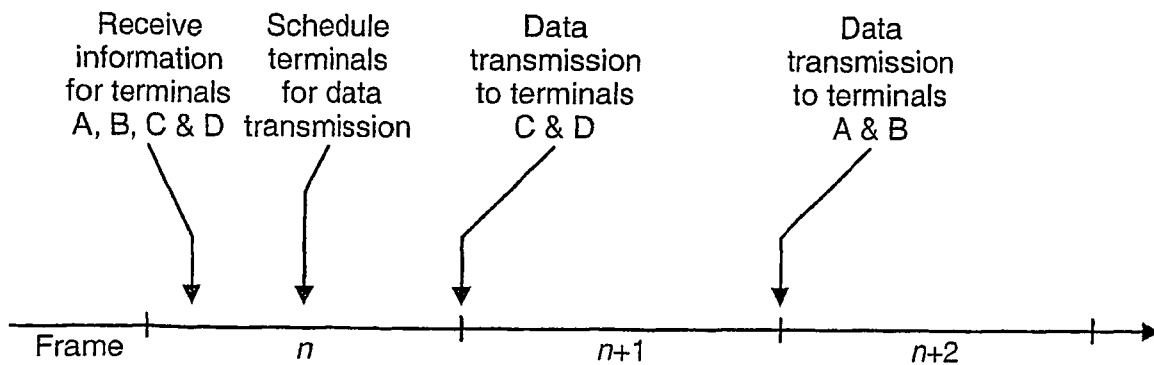 Receive
information
for terminals
A, B, C & D
Schedule
terminals
for data
transmission
Data
transmission
to terminals
C & D
Data
transmission
to terminals
A & B
Frame
n
n+1
n+2